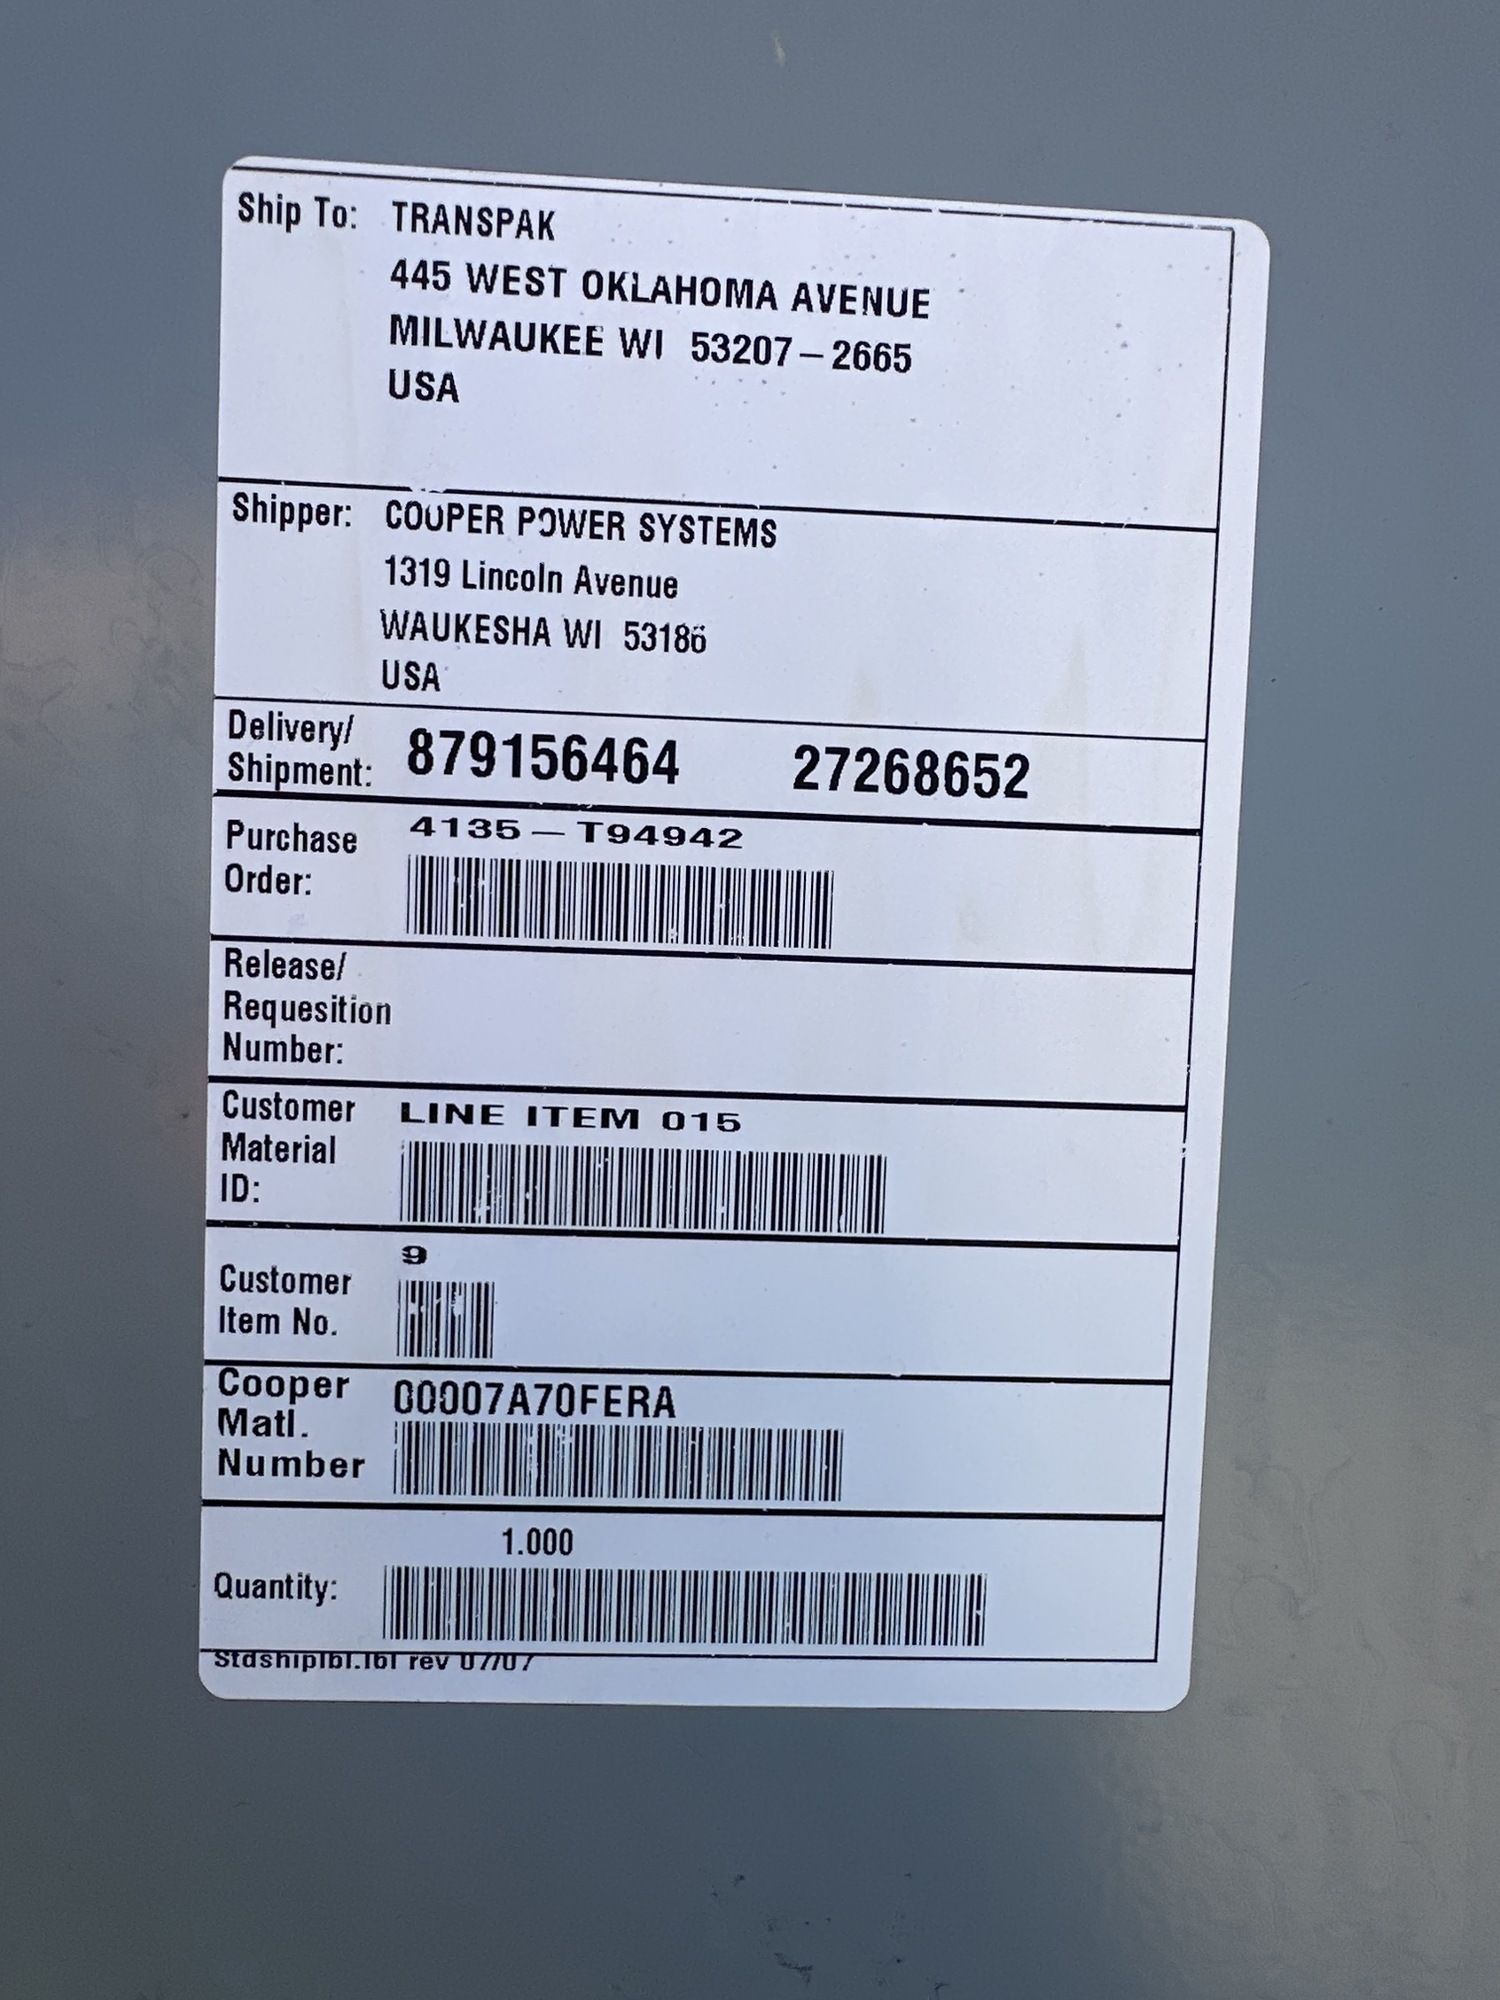 Ship To: TRANSPAK
445 WEST OKLAHOMA AVENUE
MILWAUKEE WI 53207-2665
USA
Shipper: COOPER POWER SYSTEMS
1319 Lincoln Avenue
WAUKESHA WI 53186
USA
Delivery/
Shipment: 879156464 27268652
Purchase
Order:
4135-T94942
Release/
Requesition
Number:
Customer
Material
ID:
LINE ITEM 015
Customer
Item No.
9
Cooper
Matl.
Number
00007A70FERA
Quantity:
1.000
Stdshiplbl.lbl rev 07/07